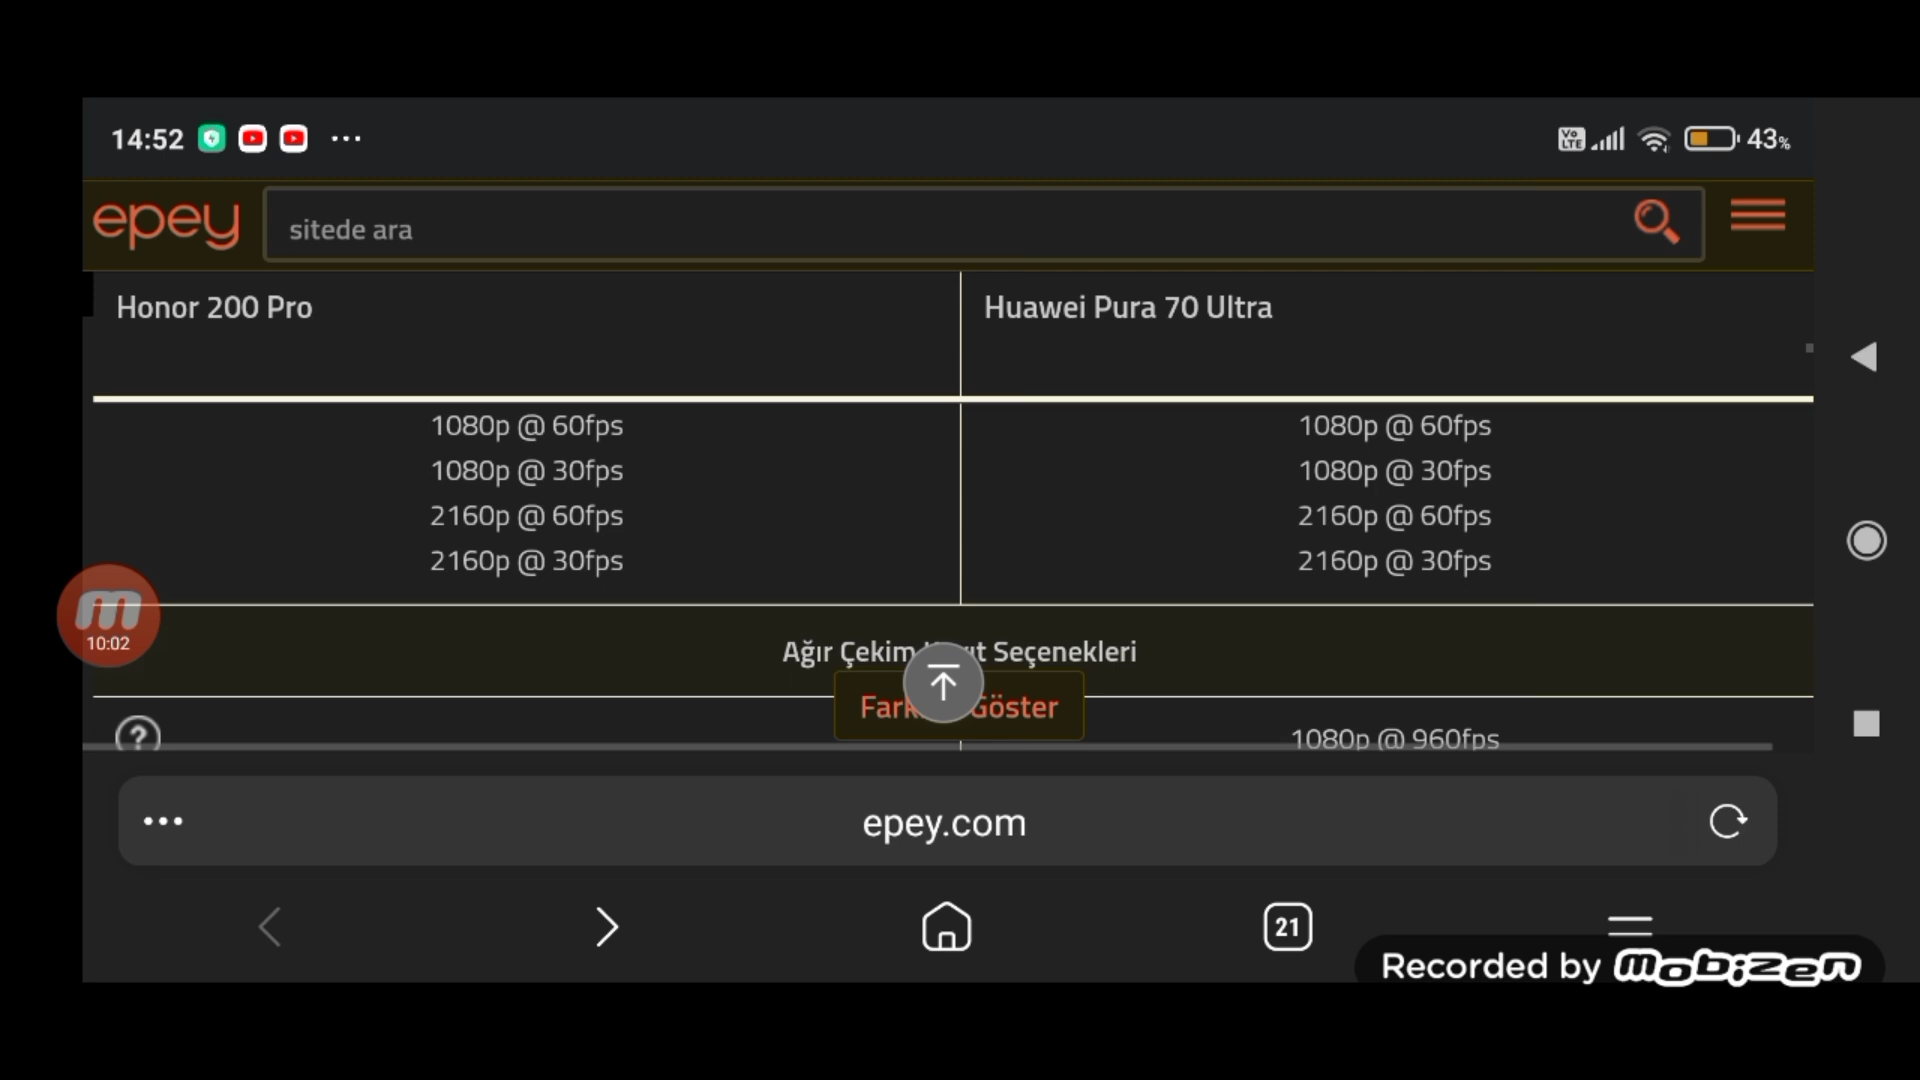 14:52 ... Vo LTE 43%
epey sitede ara
Honor 200 Pro Huawei Pura 70 Ultra
1080p @ 60fps 1080p @ 60fps
1080p @ 30fps 1080p @ 30fps
2160p @ 60fps 2160p @ 60fps
2160p @ 30fps 2160p @ 30fps
10:02
Ağır Çekim Seçenekleri
Göster
? 1080p @ 960fps
... epey.com
21
Recorded by mobizen